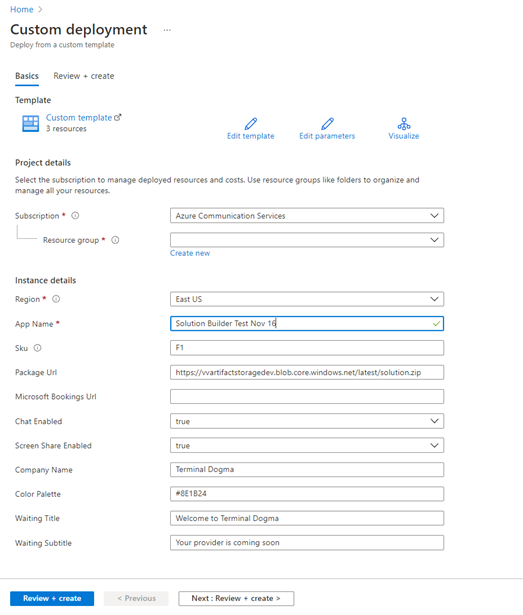 Home >
Custom deployment ...
Deploy from a custom template
Basics Review + create
Template
Custom template
3 resources
Edit template Edit parameters Visualize
Project details
Select the subscription to manage deployed resources and costs. Use resource groups like folders to organize and
manage all your resources.
Subscription * Azure Communication Services
Resource group *
Create new
Instance details
Region * East US
App Name * Solution Builder Test Nov 16
Sku F1
Package Url https://vvartifactstoragedev.blob.core.windows.net/latest/solution.zip
Microsoft Bookings Url
Chat Enabled true
Screen Share Enabled true
Company Name Terminal Dogma
Color Palette #8E1B24
Waiting Title Welcome to Terminal Dogma
Waiting Subtitle Your provider is coming soon
Review + create < Previous Next : Review + create >